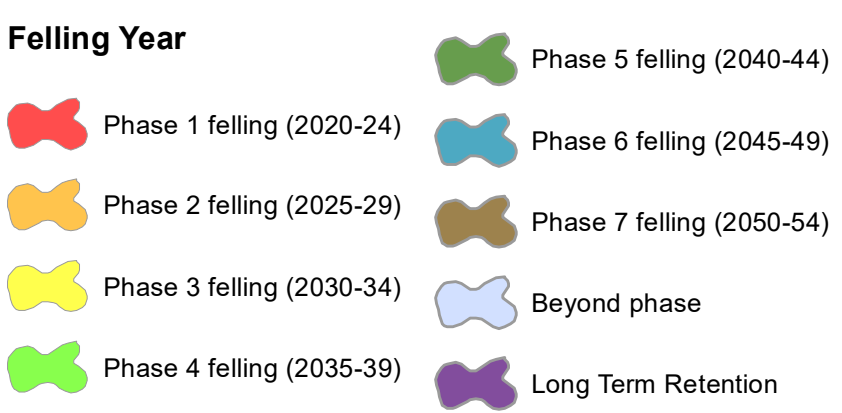 Felling Year
Phase 1 felling (2020-24)
Phase 2 felling (2025-29)
Phase 3 felling (2030-34)
Phase 4 felling (2035-39)
Phase 5 felling (2040-44)
Phase 6 felling (2045-49)
Phase 7 felling (2050-54)
Beyond phase
Long Term Retention